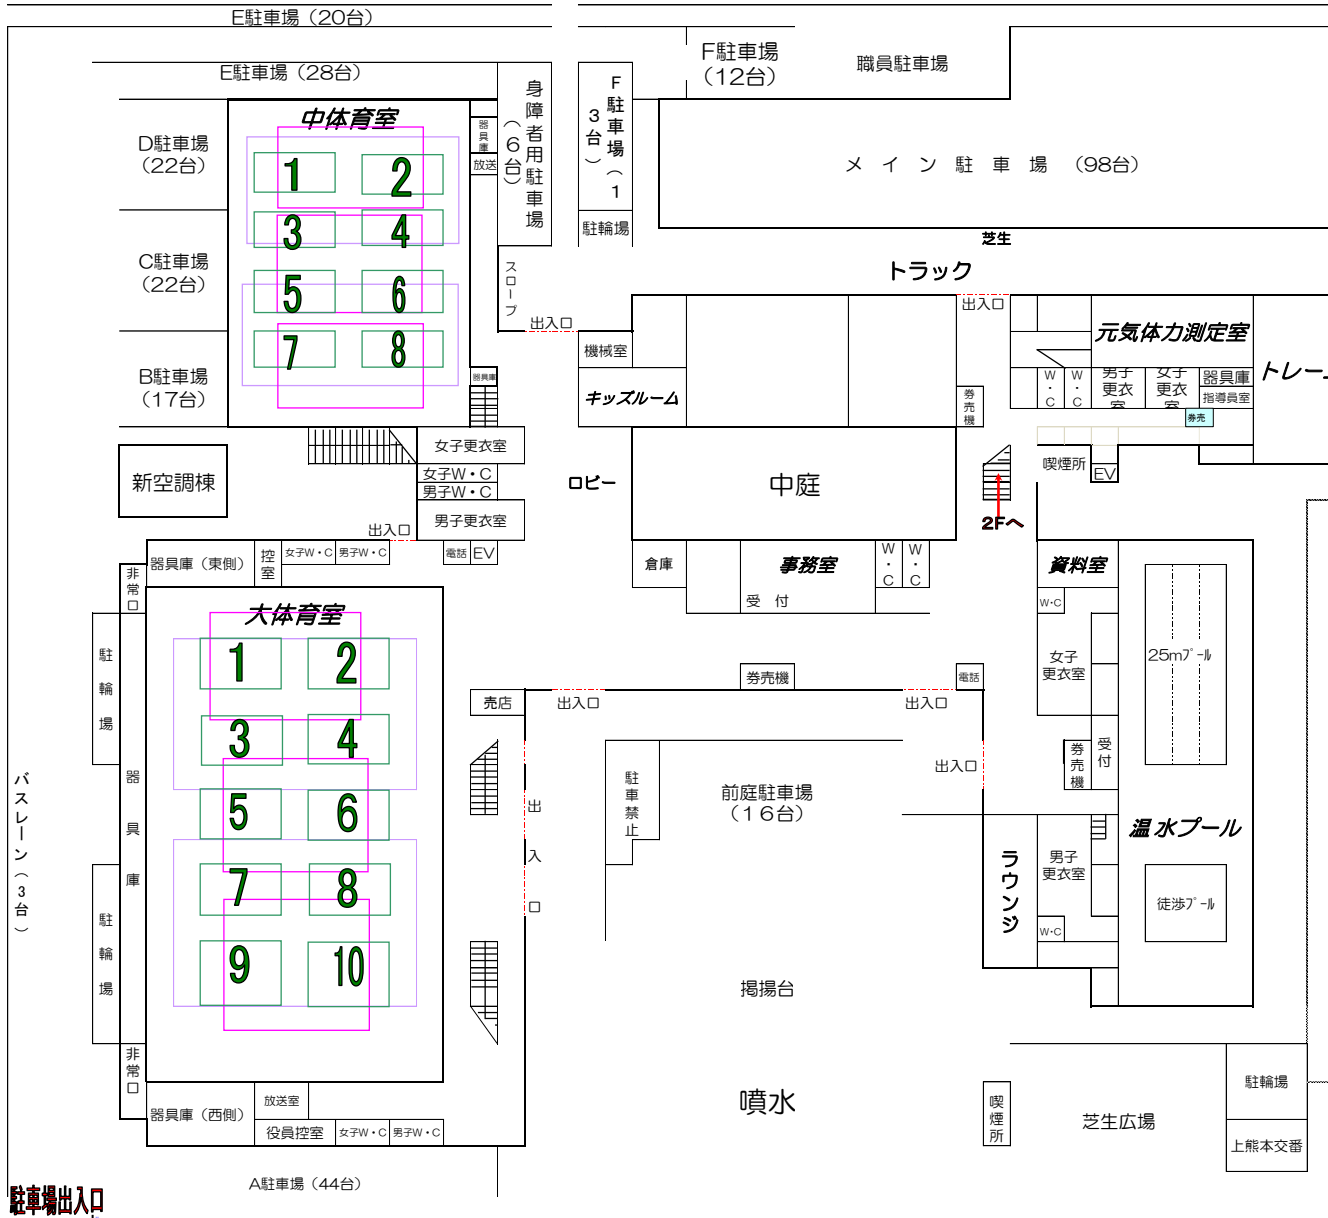 E駐車場（20台）
E駐車場（28台）
F駐車場
（12台）
職員駐車場
身障者用駐車場
（6台）
F駐車場（1
3台）
駐輪場
メイン駐車場（98台）
芝生
トラック
D駐車場
（22台）
C駐車場
（22台）
B駐車場
（17台）
中体育室
1
2
3
4
5
6
7
8
器具庫
放送
器具庫
スロープ
出入口
機械室
キッズルーム
出入口
券売機
元気体力測定室
W・C
W・C
男子
更衣
室
女子
更衣
室
器具庫
指導員室
券売
喫煙所
EV
新空調棟
女子更衣室
女子W・C
男子W・C
男子更衣室
出入口
ロビー
中庭
2Fへ
器具庫（東側）
控室
女子W・C
男子W・C
電話
EV
倉庫
事務室
受　付
W・C
W・C
資料室
W・C
女子
更衣室
25mﾌﾟｰﾙ
非常口
大体育室
1
2
3
4
5
6
7
8
9
10
駐輪場
器具庫
駐輪場
非常口
バスレーン（3台）
売店
出入口
券売機
出入口
電話
出入口
出入口
駐車禁止
前庭駐車場
（16台）
券売機
受付
温水プール
ラウンジ
男子
更衣室
W・C
徒歩ﾌﾟｰﾙ
掲揚台
噴水
喫煙所
芝生広場
駐輪場
上熊本交番
器具庫（西側）
放送室
役員控室
女子W・C
男子W・C
A駐車場（44台）
駐車場出入口